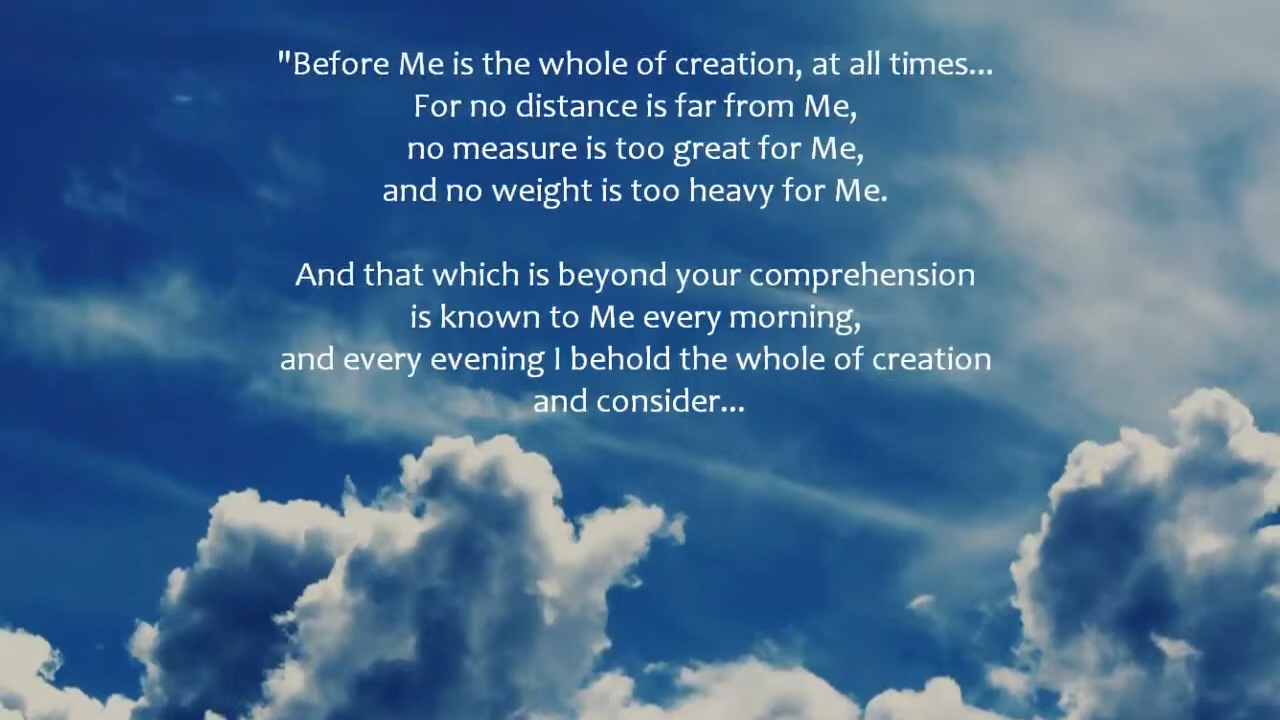 "Before Me is the whole of creation, at all times...
For no distance is far from Me,
no measure is too great for Me,
and no weight is too heavy for Me.
And that which is beyond your comprehension
is known to Me every morning,
and every evening I behold the whole of creation
and consider...